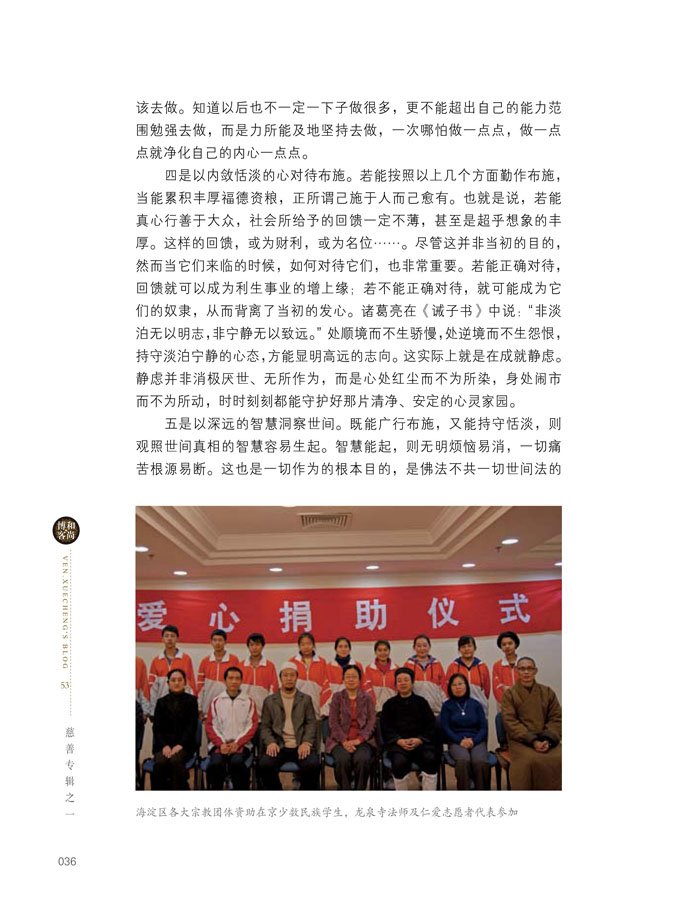 该去做。知道以后也不一定一下子做很多，更不能超出自己的能力范
围勉强去做，而是力所能及地坚持去做，一次哪怕做一点点，做一点
点就净化自己的内心一点点。
四是以内敛恬淡的心对待布施。若能按照以上几个方面勤作布施，
当能累积丰厚福德资粮，正所谓己施于人而己愈有。也就是说，若能
真心行善于大众，社会所给予的回馈一定不薄，甚至是超乎想象的丰
厚。这样的回馈，或为财利，或为名位……。尽管这并非当初的目的，
然而当它们来临的时候，如何对待它们，也非常重要。若能正确对待，
回馈就可以成为利生事业的增上缘；若不能正确对待，就可能成为它
们的奴隶，从而背离了当初的发心。诸葛亮在《诫子书》中说：“非淡
泊无以明志，非宁静无以致远。”处顺境而不生骄慢，处逆境而不生怨恨，
持守淡泊宁静的心态，方能显明高远的志向。这实际上就是在成就静虑。
静虑并非消极厌世、无所作为，而是心处红尘而不为所染，身处闹市
而不为所动，时时刻刻都能守护好那片清净、安定的心灵家园。
五是以深远的智慧洞察世间。既能广行布施，又能持守恬淡，则
观照世间真相的智慧容易生起。智慧能起，则无明烦恼易消，一切痛
苦根源易断。这也是一切作为的根本目的，是佛法不共一切世间法的
和尚
博客
VEN.XUECHENG'S BLOG
53
慈善专辑之一
爱心捐助仪式
海淀区各大宗教团体资助在京少数民族学生，龙泉寺法师及仁爱志愿者代表参加
036